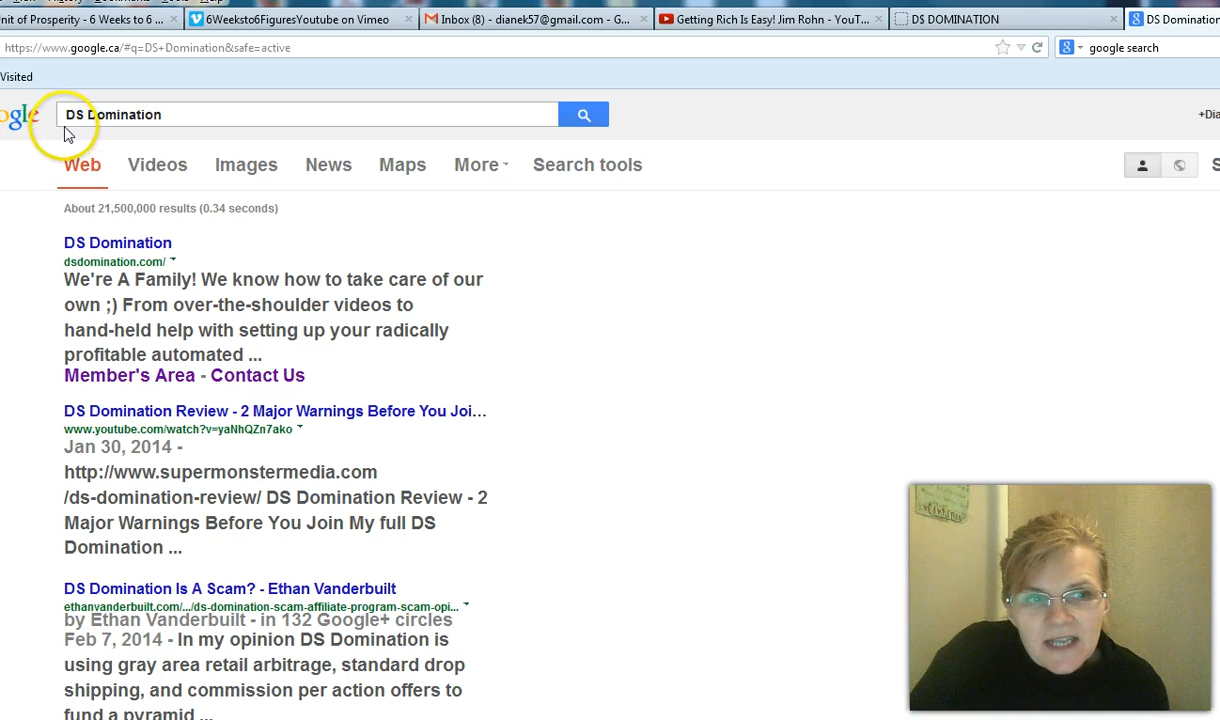 nt of Prosperity - 6 Weeks to 6 ...
6Weeksto6FiguresYoutube on Vimeo
Inbox (8) - dianek57@gmail.com - G...
Getting Rich Is Easy! Jim Rohn - YouT...
DS DOMINATION
DS Domination
https://www.google.ca/#q=DS+Domination&safe=active
google search
Visited
ogle
DS Domination
+Dia
Web
Videos
Images
News
Maps
More
Search tools
About 21,500,000 results (0.34 seconds)
DS Domination
dsdomination.com/
We're A Family! We know how to take care of our
own ;) From over-the-shoulder videos to
hand-held help with setting up your radically
profitable automated ...
Member's Area - Contact Us
DS Domination Review - 2 Major Warnings Before You Joi...
www.youtube.com/watch?v=yaNhQZn7ako
Jan 30, 2014 -
http://www.supermonstermedia.com
/ds-domination-review/ DS Domination Review - 2
Major Warnings Before You Join My full DS
Domination ...
DS Domination Is A Scam? - Ethan Vanderbuilt
ethanvanderbuilt.com/.../ds-domination-scam-affiliate-program-scam-opi...
by Ethan Vanderbuilt - in 132 Google+ circles
Feb 7, 2014 - In my opinion DS Domination is
using gray area retail arbitrage, standard drop
shipping, and commission per action offers to
fund a pyramid ...